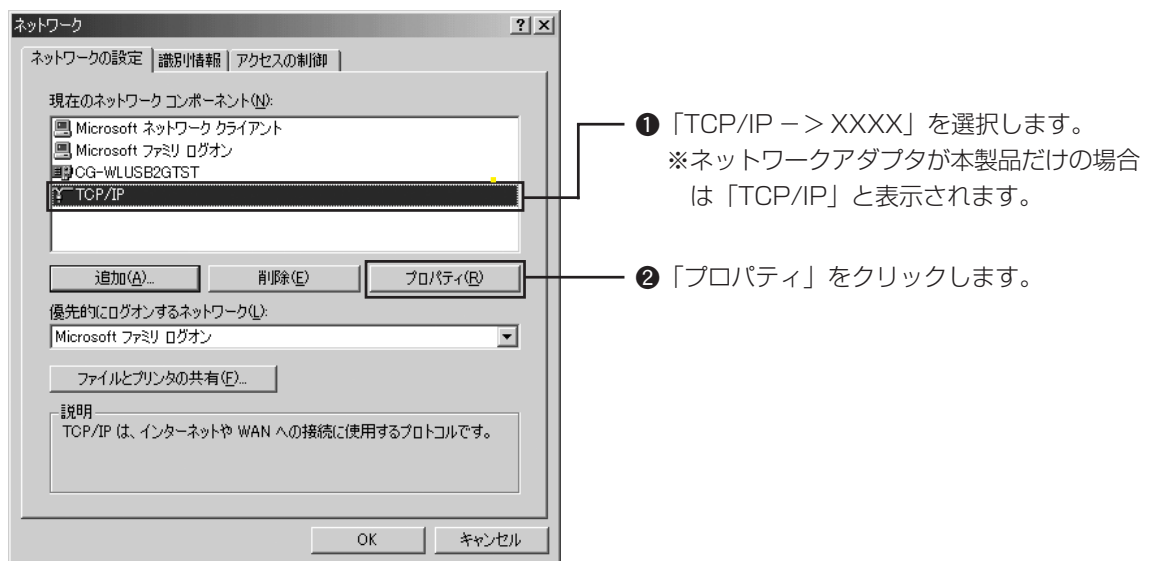 ネットワーク
ネットワークの設定 識別情報 アクセスの制御
現在のネットワーク コンポーネント(N):
Microsoft ネットワーク クライアント
Microsoft ファミリ ログオン
CG-WLUSB2GTST
TCP/IP
追加(A)... 削除(E) プロパティ(R)
優先的にログオンするネットワーク(L):
Microsoft ファミリ ログオン
ファイルとプリンタの共有(F)...
説明
TCP/IP は、インターネットや WAN への接続に使用するプロトコルです。
OK キャンセル
❶「TCP/IP －> XXXX」を選択します。
※ネットワークアダプタが本製品だけの場合
は「TCP/IP」と表示されます。
❷「プロパティ」をクリックします。